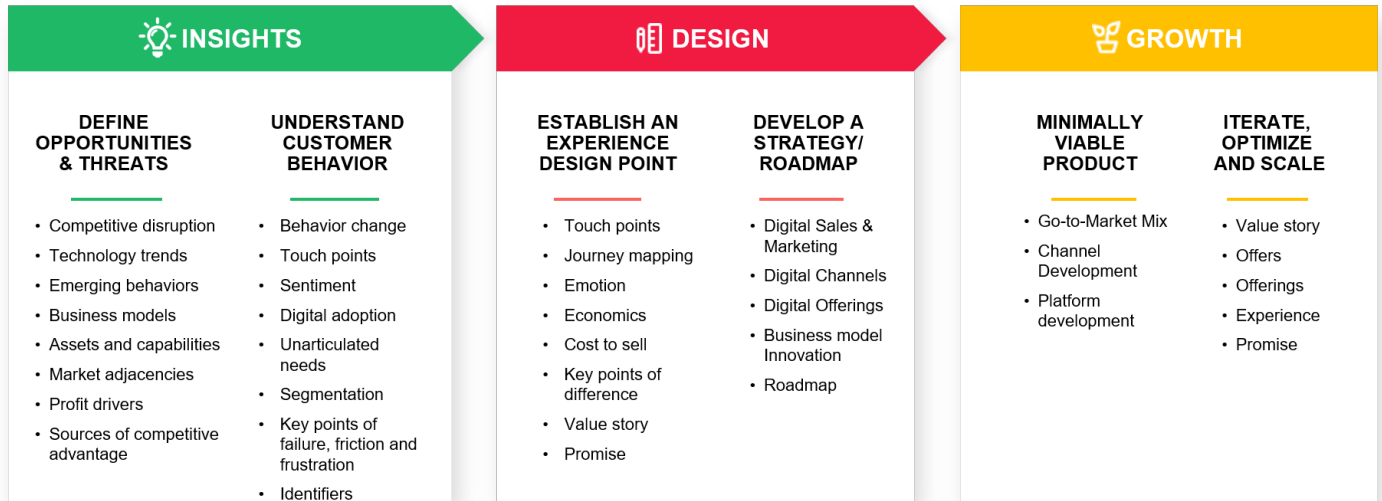 INSIGHTS
DEFINE
OPPORTUNITIES
& THREATS
• Competitive disruption
• Technology trends
• Emerging behaviors
• Business models
• Assets and capabilities
• Market adjacencies
• Profit drivers
• Sources of competitive
advantage
UNDERSTAND
CUSTOMER
BEHAVIOR
• Behavior change
• Touch points
• Sentiment
• Digital adoption
• Unarticulated
needs
• Segmentation
• Key points of
failure, friction and
frustration
• Identifiers
DESIGN
ESTABLISH AN
EXPERIENCE
DESIGN POINT
• Touch points
• Journey mapping
• Emotion
• Economics
• Cost to sell
• Key points of
difference
• Value story
• Promise
DEVELOP A
STRATEGY/
ROADMAP
• Digital Sales &
Marketing
• Digital Channels
• Digital Offerings
• Business model
Innovation
• Roadmap
GROWTH
MINIMALLY
VIABLE
PRODUCT
• Go-to-Market Mix
• Channel
Development
• Platform
development
ITERATE,
OPTIMIZE
AND SCALE
• Value story
• Offers
• Offerings
• Experience
• Promise